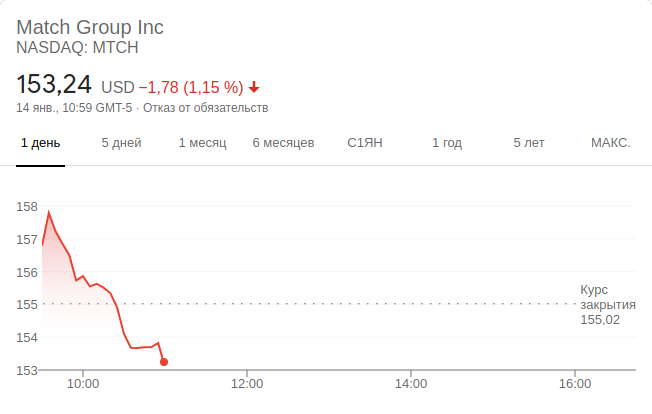 Match Group Inc
NASDAQ: MTCH
153,24 USD −1,78 (1,15 %)
14 янв., 10:59 GMT-5 · Отказ от обязательств
1 день 5 дней 1 месяц 6 месяцев С1ЯН 1 год 5 лет МАКС.
158
157
156
155
154
153
Курс
закрытия
155,02
10:00 12:00 14:00 16:00